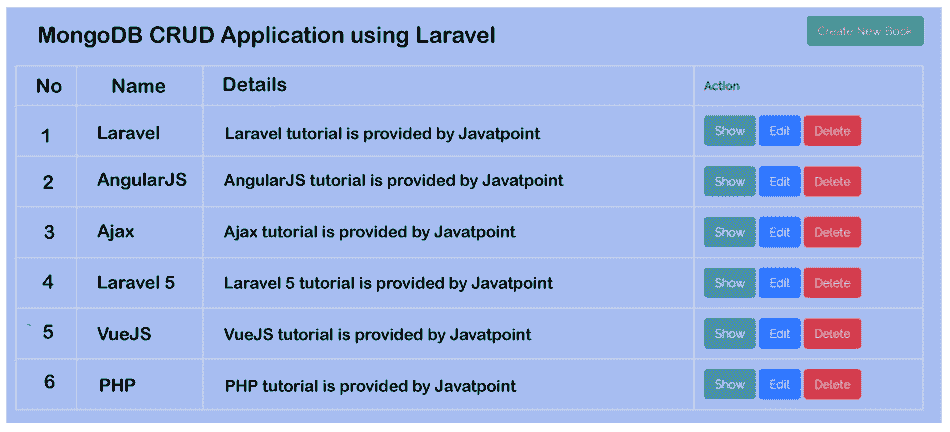 MongoDB CRUD Application using Laravel
Create New Book
No Name Details Action
1 Laravel Laravel tutorial is provided by Javatpoint Show Edit Delete
2 AngularJS AngularJS tutorial is provided by Javatpoint Show Edit Delete
3 Ajax Ajax tutorial is provided by Javatpoint Show Edit Delete
4 Laravel 5 Laravel 5 tutorial is provided by Javatpoint Show Edit Delete
5 VueJS VueJS tutorial is provided by Javatpoint Show Edit Delete
6 PHP PHP tutorial is provided by Javatpoint Show Edit Delete